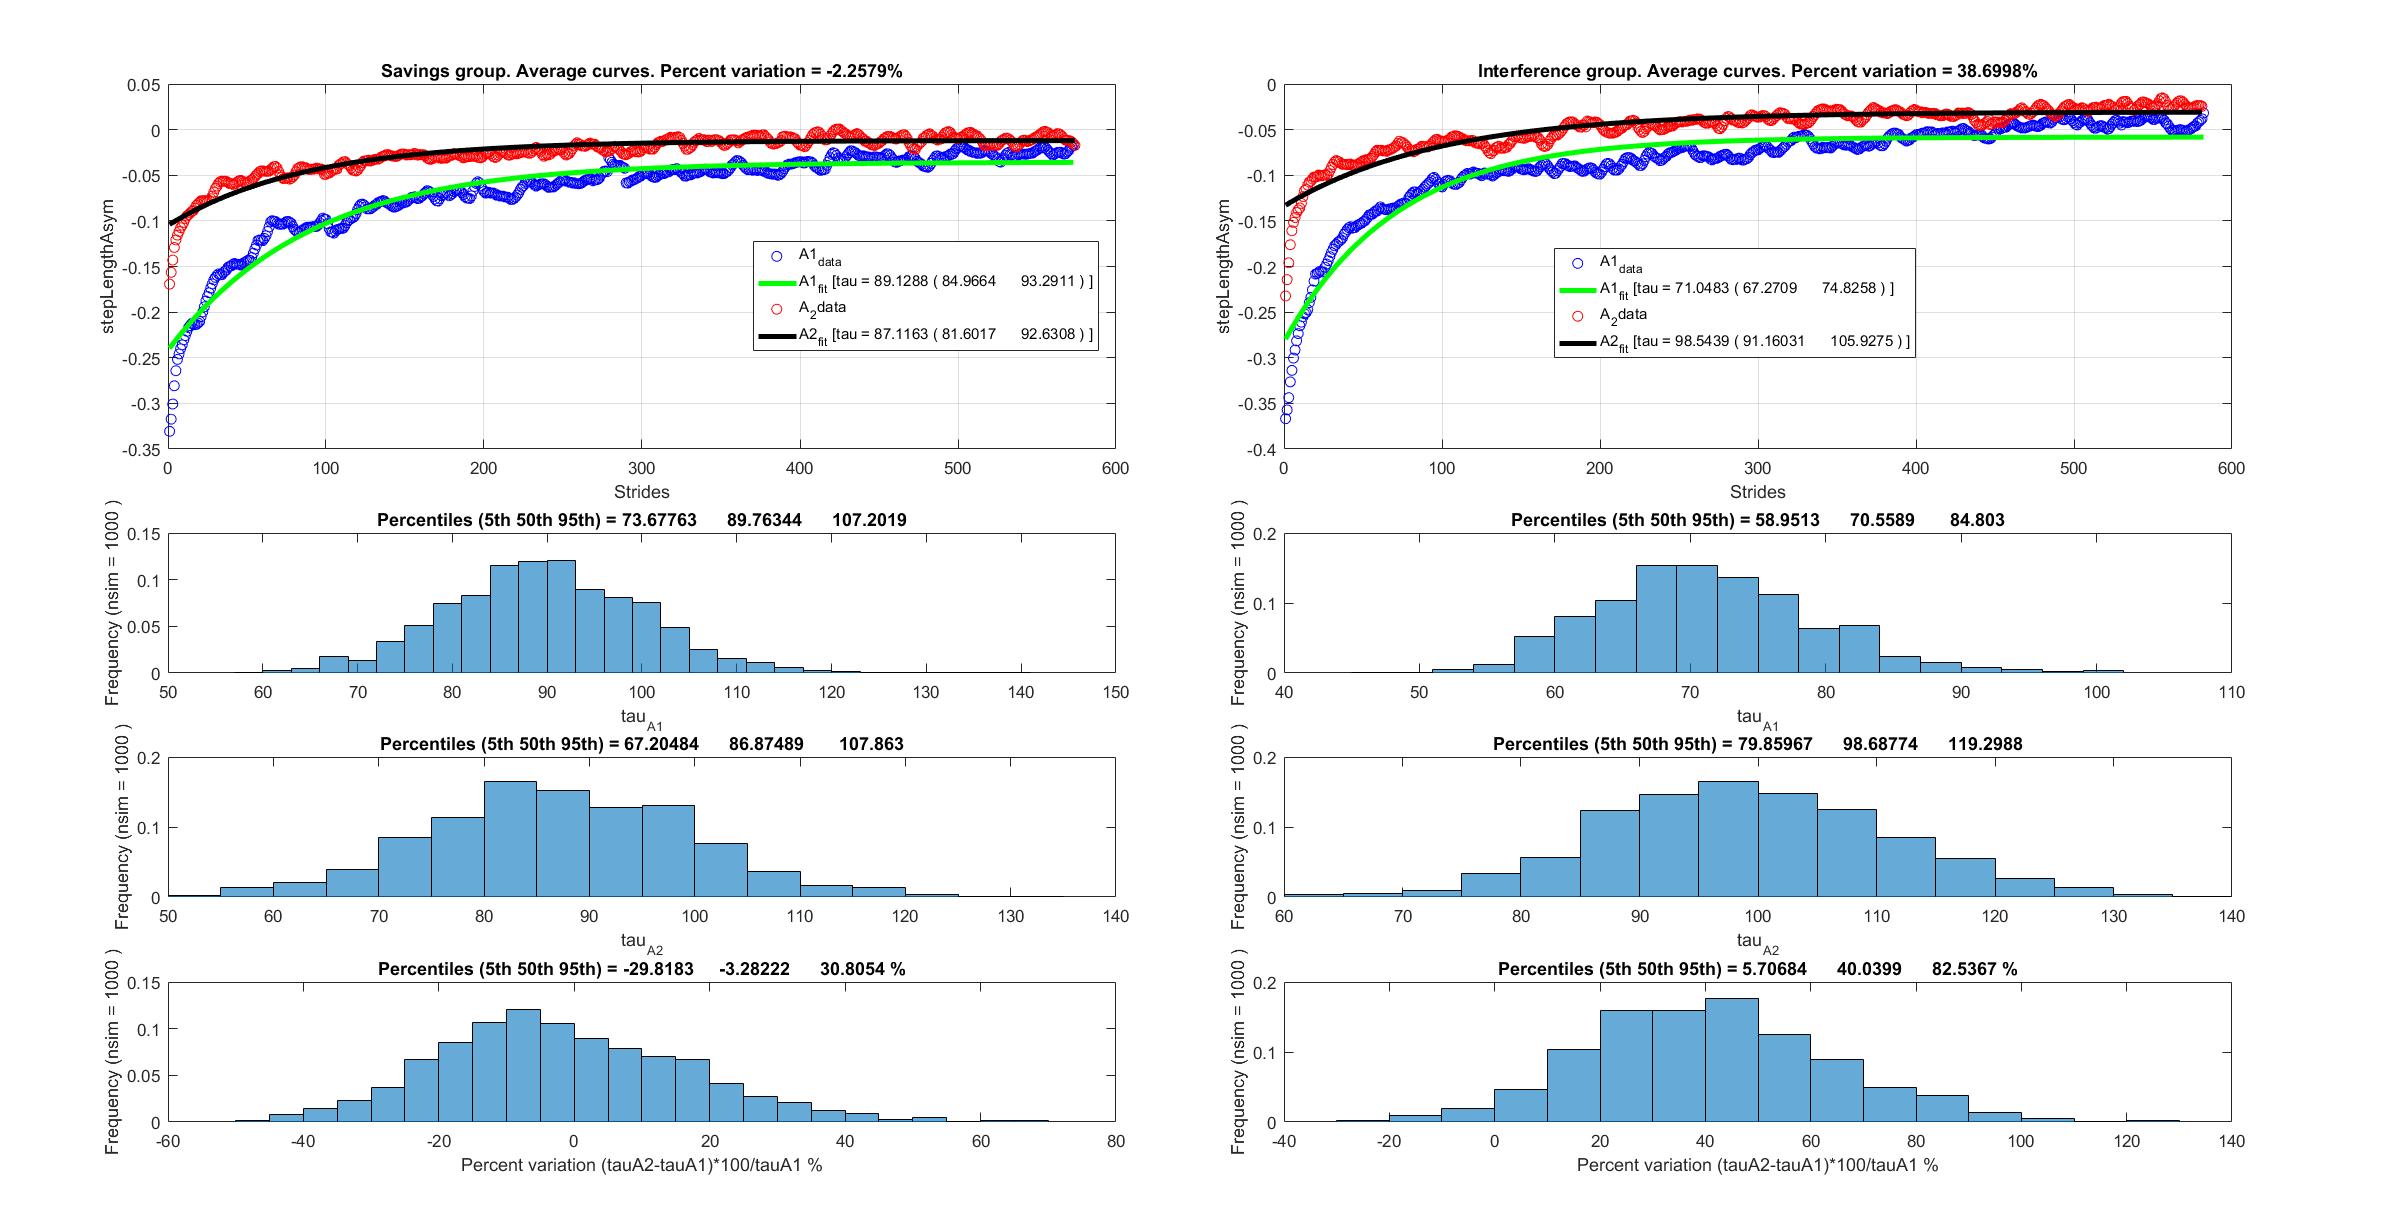 Savings group. Average curves. Percent variation = -2.2579%
0.05
0
-0.05
-0.1
-0.15
-0.2
-0.25
-0.3
-0.35
stepLengthAsym
A1data
A1fit [tau = 89.1288 ( 84.9664 93.2911 ) ]
A2data
A2fit [tau = 87.1163 ( 81.6017 92.6308 ) ]
0 100 200 300 400 500 600
Strides
Interference group. Average curves. Percent variation = 38.6998%
0
-0.05
-0.1
-0.15
-0.2
-0.25
-0.3
-0.35
-0.4
stepLengthAsym
A1data
A1fit [tau = 71.0483 ( 67.2709 74.8258 ) ]
A2data
A2fit [tau = 98.5439 ( 91.16031 105.9275 ) ]
0 100 200 300 400 500 600
Strides
Percentiles (5th 50th 95th) = 73.67763 89.76344 107.2019
0.15
0.1
0.05
0
Frequency (nsim = 1000 )
50 60 70 80 90 100 110 120 130 140 150
tauA1
Percentiles (5th 50th 95th) = 58.9513 70.5589 84.803
0.2
0.1
0
Frequency (nsim = 1000 )
40 50 60 70 80 90 100 110
tauA1
Percentiles (5th 50th 95th) = 67.20484 86.87489 107.863
0.2
0.1
0
Frequency (nsim = 1000 )
50 60 70 80 90 100 110 120 130 140
tauA2
Percentiles (5th 50th 95th) = 79.85967 98.68774 119.2988
0.2
0.1
0
Frequency (nsim = 1000 )
60 70 80 90 100 110 120 130 140
tauA2
Percentiles (5th 50th 95th) = -29.8183 -3.28222 30.8054 %
0.15
0.1
0.05
0
Frequency (nsim = 1000 )
-60 -40 -20 0 20 40 60 80
Percent variation (tauA2-tauA1)*100/tauA1 %
Percentiles (5th 50th 95th) = 5.70684 40.0399 82.5367 %
0.2
0.1
0
Frequency (nsim = 1000 )
-40 -20 0 20 40 60 80 100 120 140
Percent variation (tauA2-tauA1)*100/tauA1 %